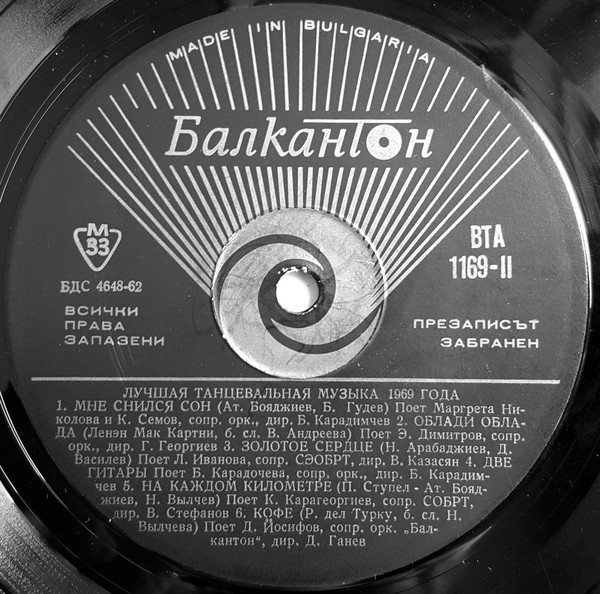 MADE IN BULGARIA
Балкантон
М
33
БДС 4648-62
ВСИЧКИ
ПРАВА
ЗАПАЗЕНИ
ВТА
1169-II
ПРЕЗАПИСЪТ
ЗАБРАНЕН
ЛУЧШАЯ ТАНЦЕВАЛЬНАЯ МУЗЫКА 1969 ГОДА
1. МНЕ СНИЛСЯ СОН (Ат. Бояджиев, Б. Гудев) Поет Маргрета Ни-
колова и К. Семов, сопр. орк., дир. Б. Карадимчев 2. ОБЛАДИ ОБЛА-
ДА (Ленэн Мак Картни, б. сл. В. Андреева) Поет Э. Димитров, сопр.
орк., дир. Г. Георгиев 3. ЗОЛОТОЕ СЕРДЦЕ (Н. Арабаджиев, Д.
Василев) Поет Л. Иванова, сопр. СЭОБРТ, дир. В. Казасян 4. ДВЕ
ГИТАРЫ Поет Б. Карадочева, сопр. орк., дир. Б. Карадим-
чев 5. НА КАЖДОМ КИЛОМЕТРЕ (П. Ступел - Ат. Бояд-
жиев, Н. Вылчев) Поет К. Карагеоргиев, сопр. СОБРТ,
дир. В. Стефанов 6. КОФЕ (Р. дел Турку, б. сл. Н.
Вылчева) Поет Д. Йосифов, сопр. орк. „Бал-
кантон“, дир. Д. Ганев